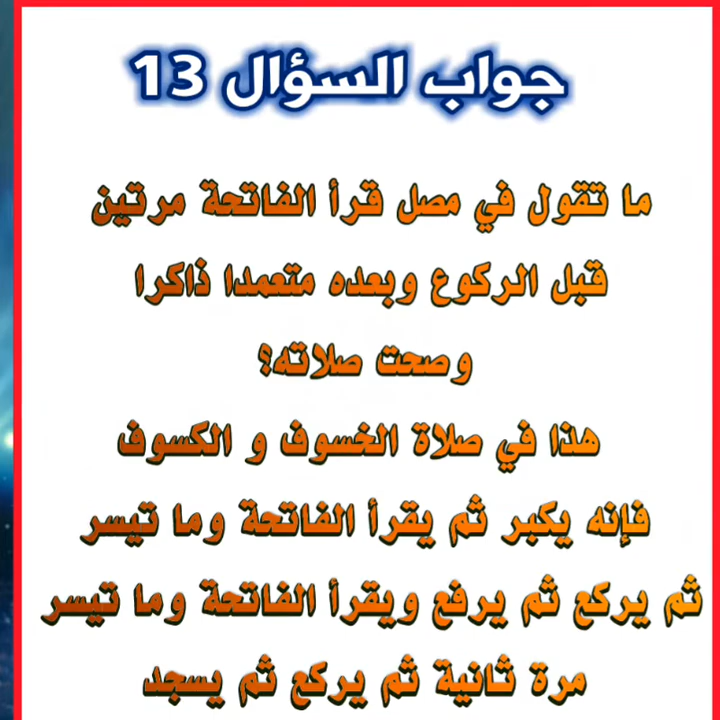 جواب السؤال 13
ما تقول في مصل قرأ الفاتحة مرتين
قبل الركوع وبعده متعمدا ذاكرا
وصحت صلاته؟
هذا في صلاة الخسوف و الكسوف
فإنه يكبر ثم يقرأ الفاتحة وما تيسر
ثم يركع ثم يرفع ويقرأ الفاتحة وما تيسر
مرة ثانية ثم يركع ثم يسجد